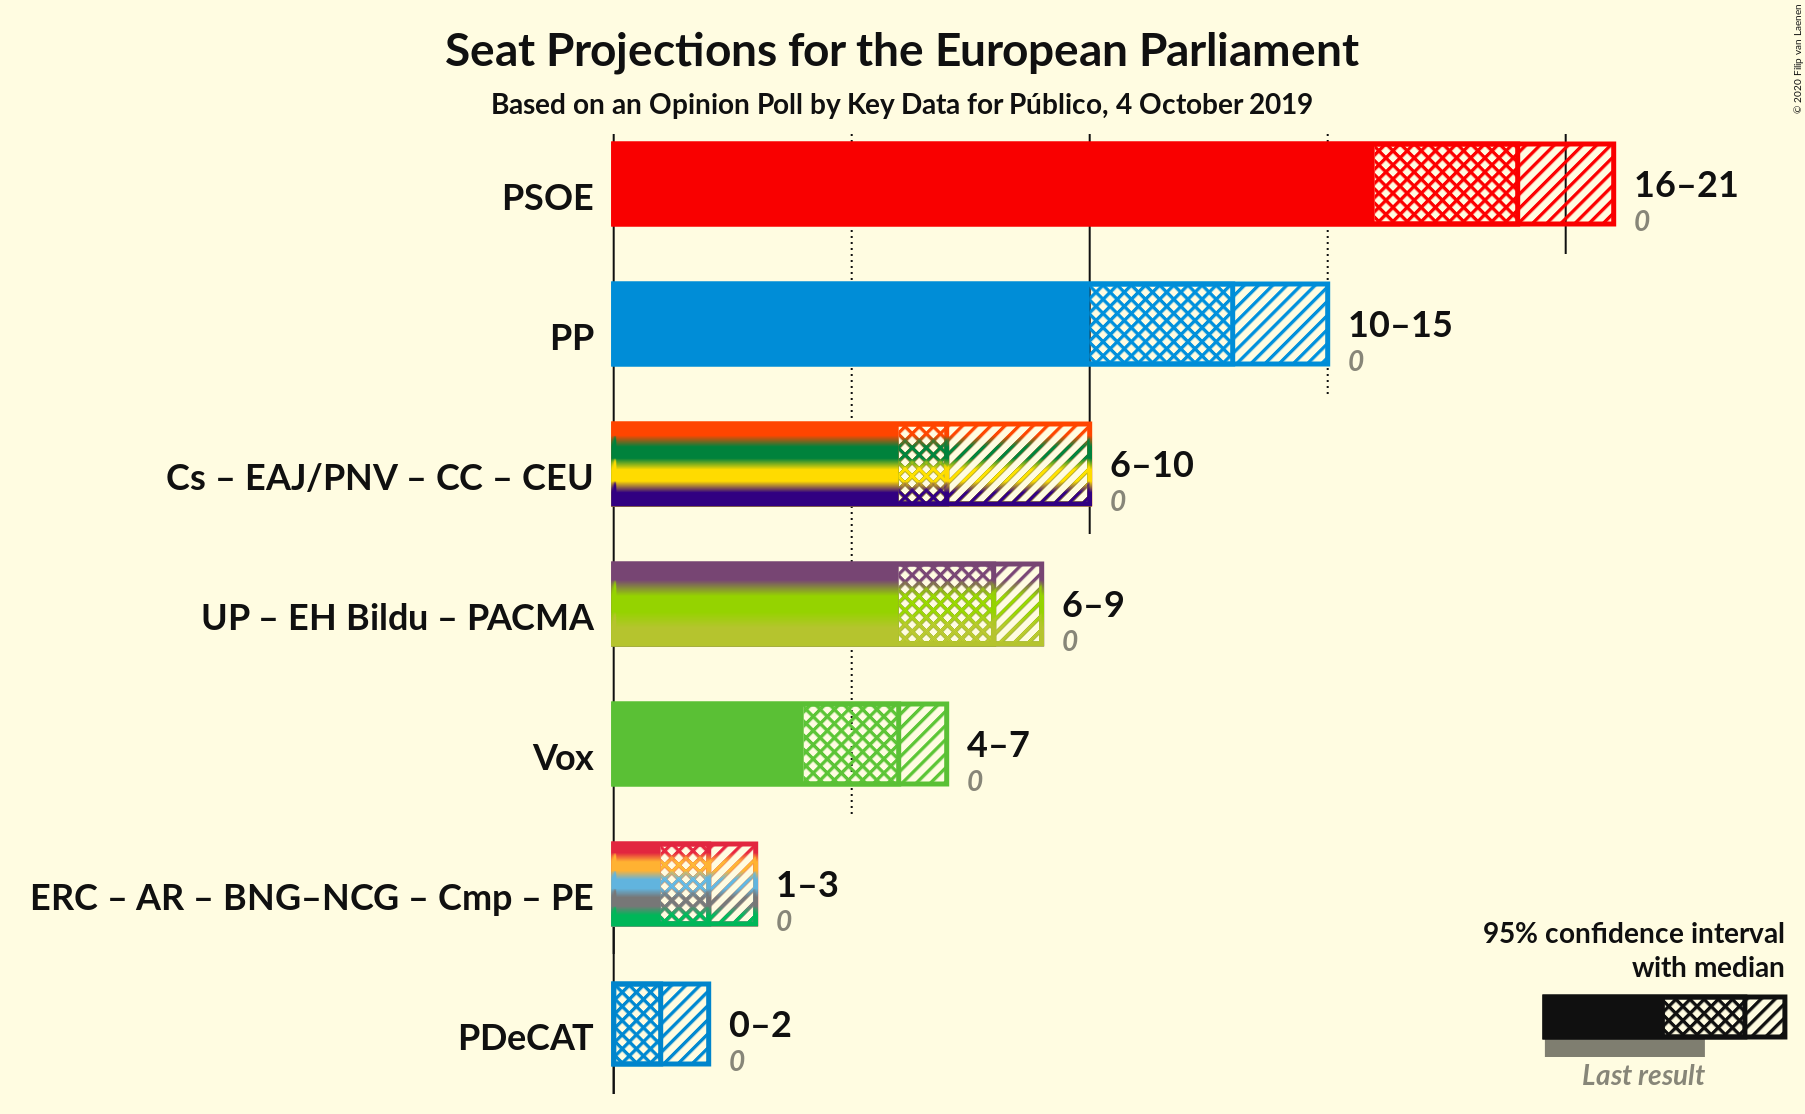 Seat Projections for the European Parliament
Based on an Opinion Poll by Key Data for Público, 4 October 2019
© 2020 Filip van Laenen
PSOE
16–21
0
PP
10–15
0
Cs – EAJ/PNV – CC – CEU
6–10
0
UP – EH Bildu – PACMA
6–9
0
Vox
4–7
0
ERC – AR – BNG–NCG – Cmp – PE
1–3
0
PDeCAT
0–2
0
95% confidence interval
with median
Last result